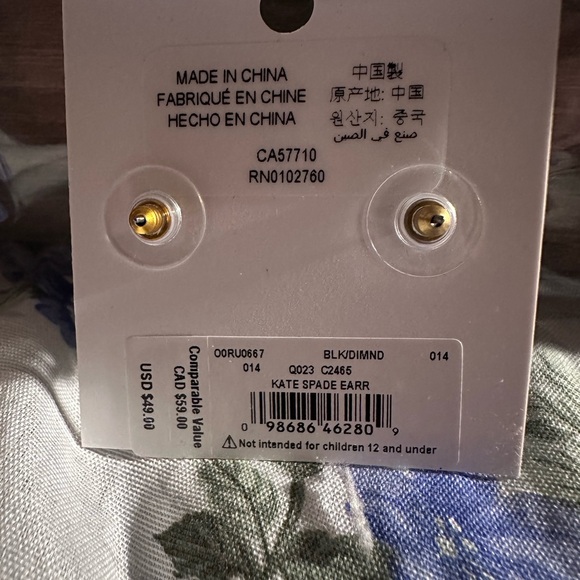 MADE IN CHINA
FABRIQUÉ EN CHINE
HECHO EN CHINA
中国製
原产地: 中国
원산지: 중국
صنع في الصين
CA57710
RN0102760
Comparable Value
CAD $59.00
USD $49.00
O0RU0667 BLK/DIMND 014
014 Q023 C2465
KATE SPADE EARR
0 98686 46280 9
⚠Not intended for children 12 and under